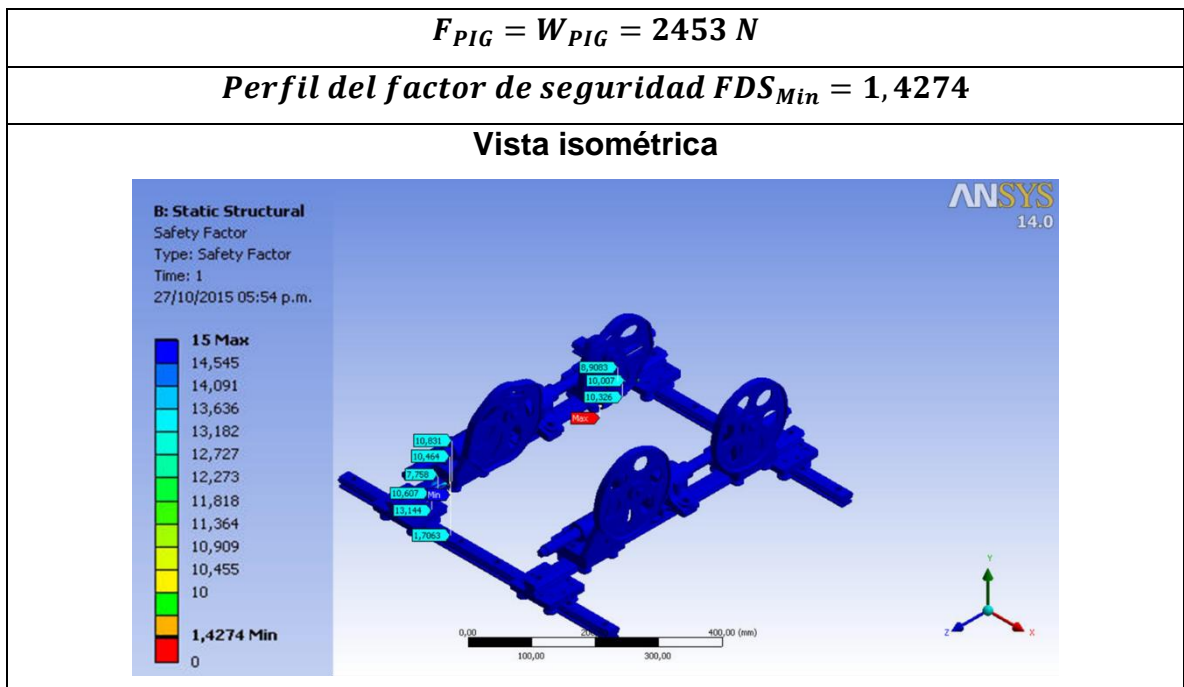 F_PIG = W_PIG = 2453 N
Perfil del factor de seguridad FDS_Min = 1,4274
Vista isométrica
B: Static Structural
Safety Factor
Type: Safety Factor
Time: 1
27/10/2015 05:54 p.m.
15 Max
14,545
14,091
13,636
13,182
12,727
12,273
11,818
11,364
10,909
10,455
10
1,4274 Min
0
ANSYS
14.0
8,9083
10,007
10,326
Max
10,831
10,464
7,758
10,607
Min
13,144
1,7063
0,00
400,00 (mm)
100,00
300,00
Y
Z
X